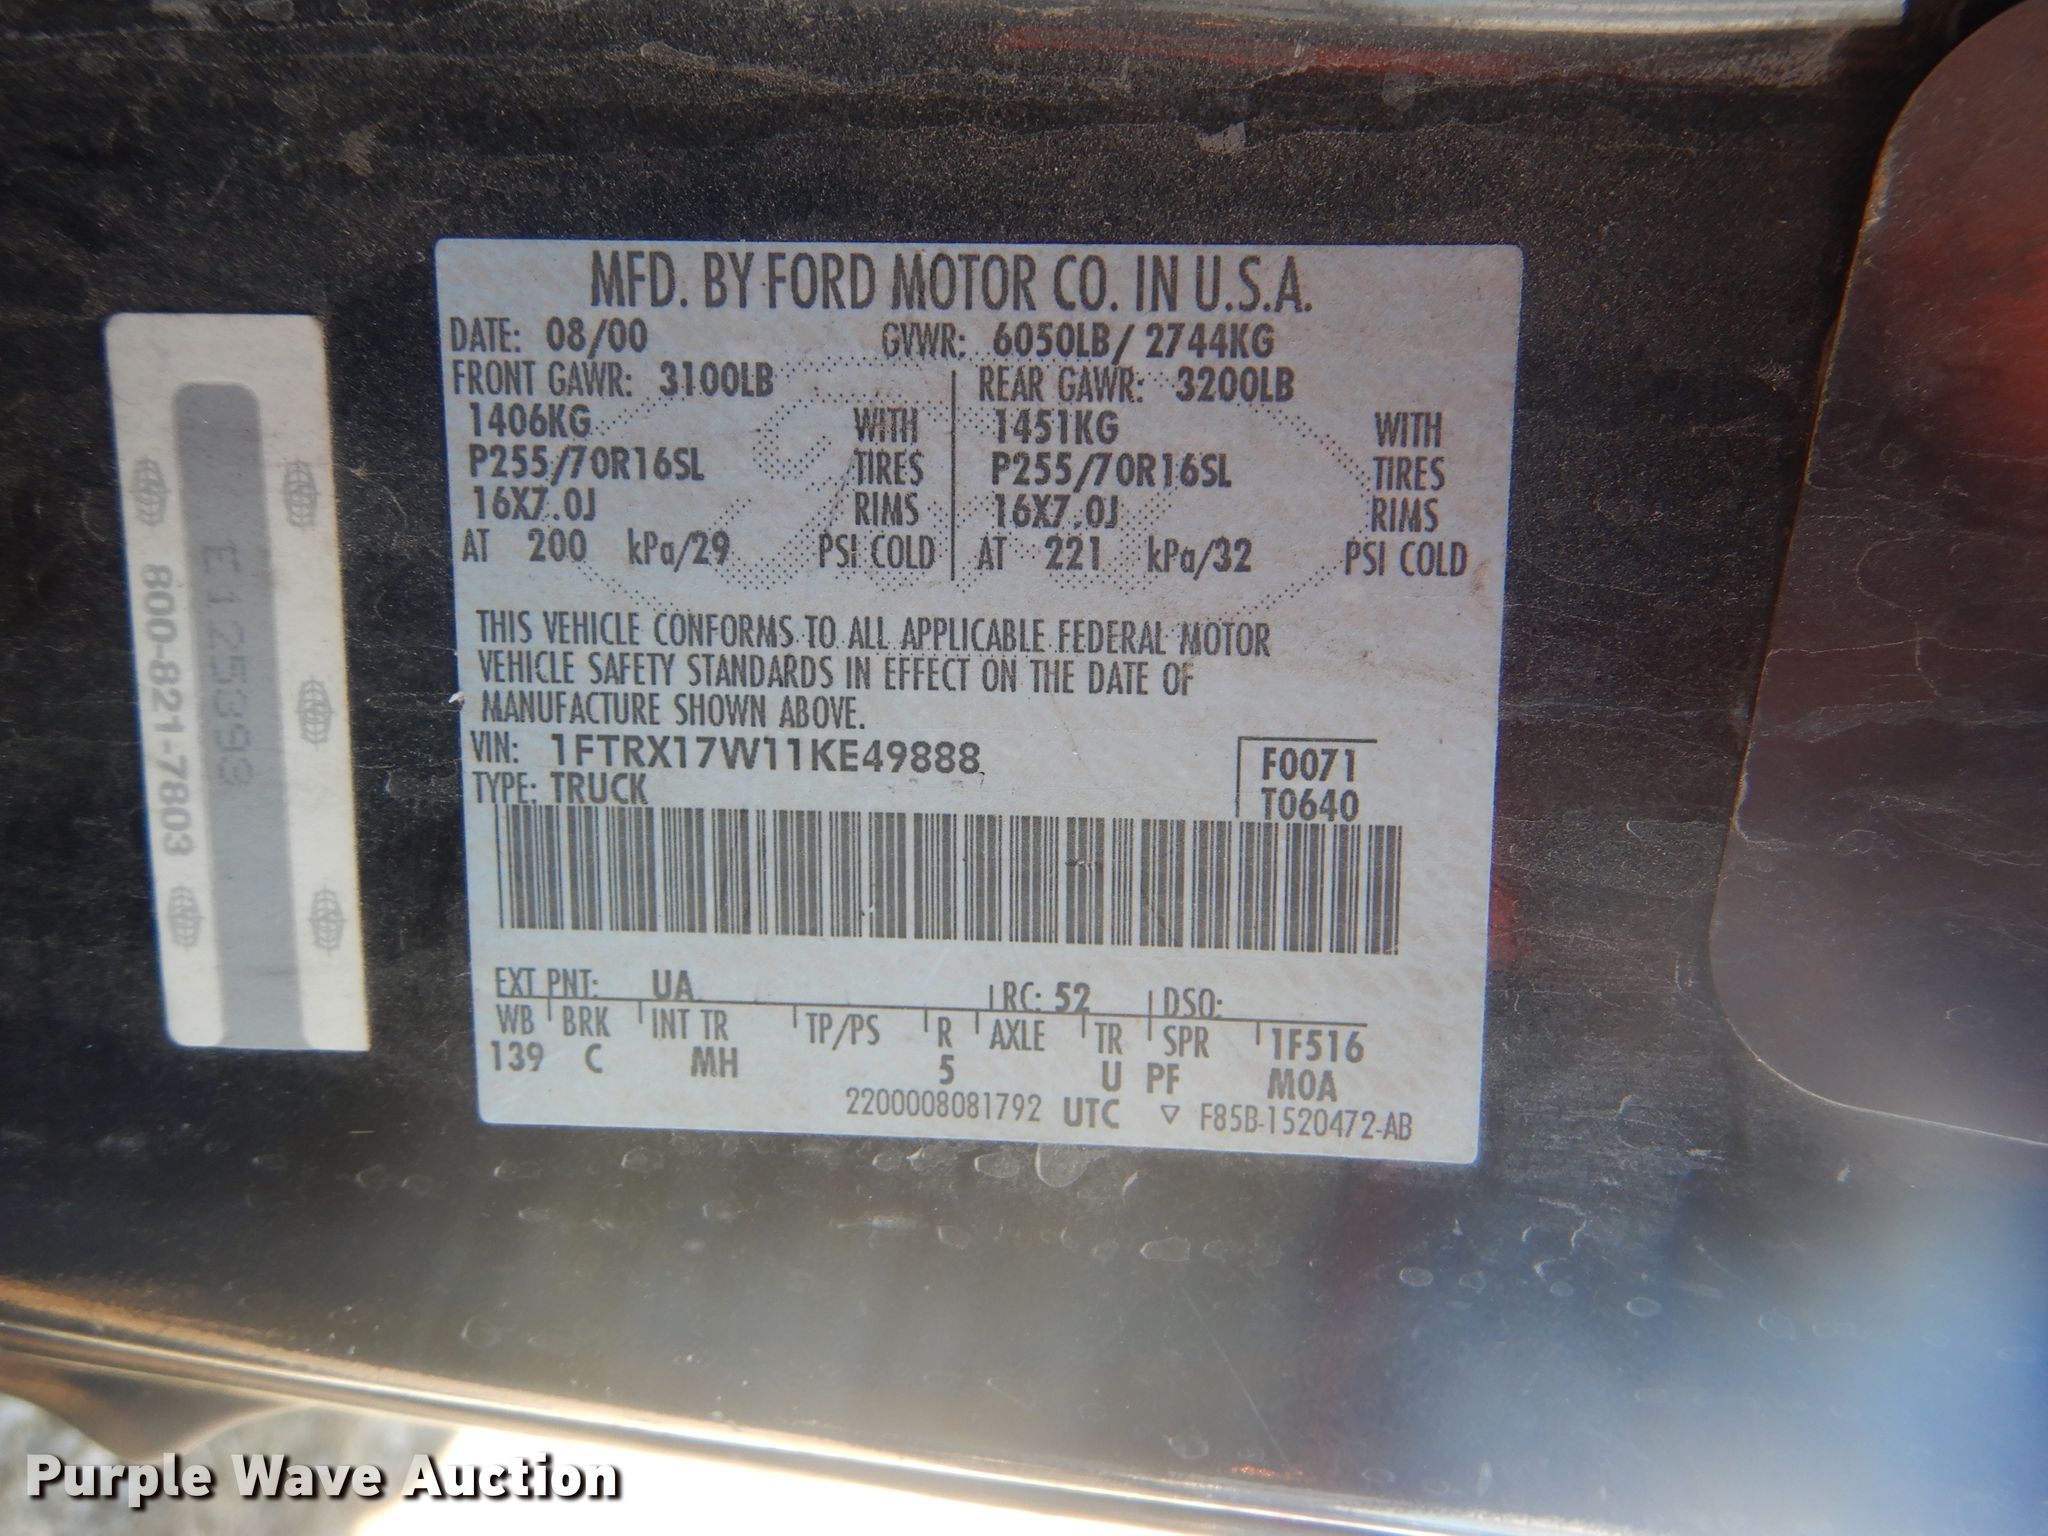 MFD. BY FORD MOTOR CO. IN U.S.A.
DATE: 08/00 GVWR: 6050LB/ 2744KG
FRONT GAWR: 3100LB REAR GAWR: 3200LB
1406KG WITH 1451KG WITH
P255/70R16SL TIRES P255/70R16SL TIRES
16X7.0J RIMS 16X7.0J RIMS
AT 200 kPa/29 PSI COLD AT 221 kPa/32 PSI COLD
THIS VEHICLE CONFORMS TO ALL APPLICABLE FEDERAL MOTOR
VEHICLE SAFETY STANDARDS IN EFFECT ON THE DATE OF
MANUFACTURE SHOWN ABOVE.
VIN: 1FTRX17W11KE49888 F0071
TYPE: TRUCK T0640
EXT PNT: UA RC: 52 DSO:
WB BRK INT TR TP/PS R AXLE TR SPR 1F516
139 C MH 5 U PF MOA
2200008081792 UTC ▽ F85B-1520472-AB
E125393
800-821-7803
Purple Wave Auction